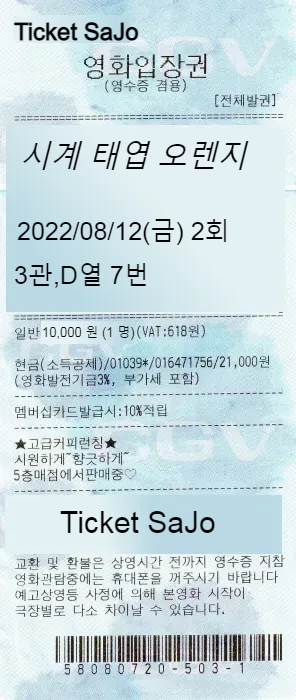 Ticket SaJo
영화입장권
(영수증 겸용)
[전체발권]
시계 태엽 오렌지
2022/08/12(금) 2회
3관,D열 7번
일반 10,000 원 (1 명)(VAT:618원)
현금(소득공제)/01039*/016471756/21,000원
(영화발전기금3%, 부가세 포함)
멤버십카드발급시:10%적립
★고급커피런칭★
시원하게~향긋하게~
5층매점에서판매중♡
Ticket SaJo
교환 및 환불은 상영시간 전까지 영수증 지참
영화관람중에는 휴대폰을 꺼주시기 바랍니다
예고상영등 사정에 의해 본영화 시작이
극장별로 다소 차이날 수 있습니다.
58080720-503-1
CGV
CGV